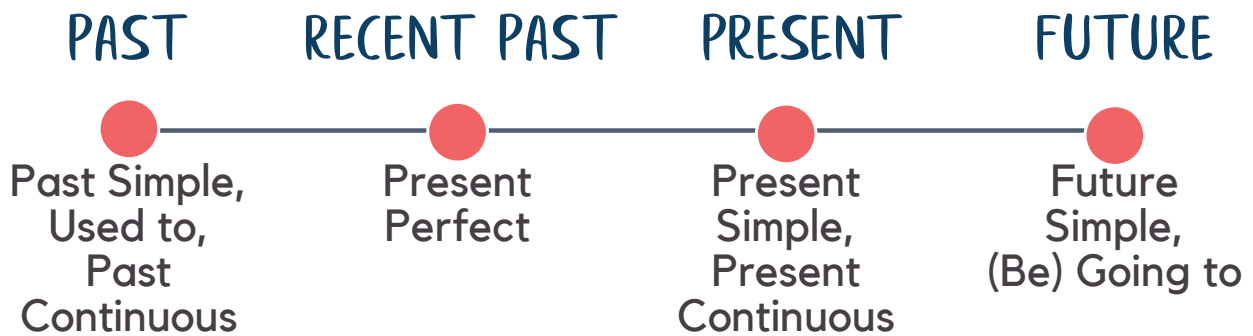 PAST
RECENT PAST
PRESENT
FUTURE
Past Simple,
Used to,
Past
Continuous
Present
Perfect
Present
Simple,
Present
Continuous
Future
Simple,
(Be) Going to